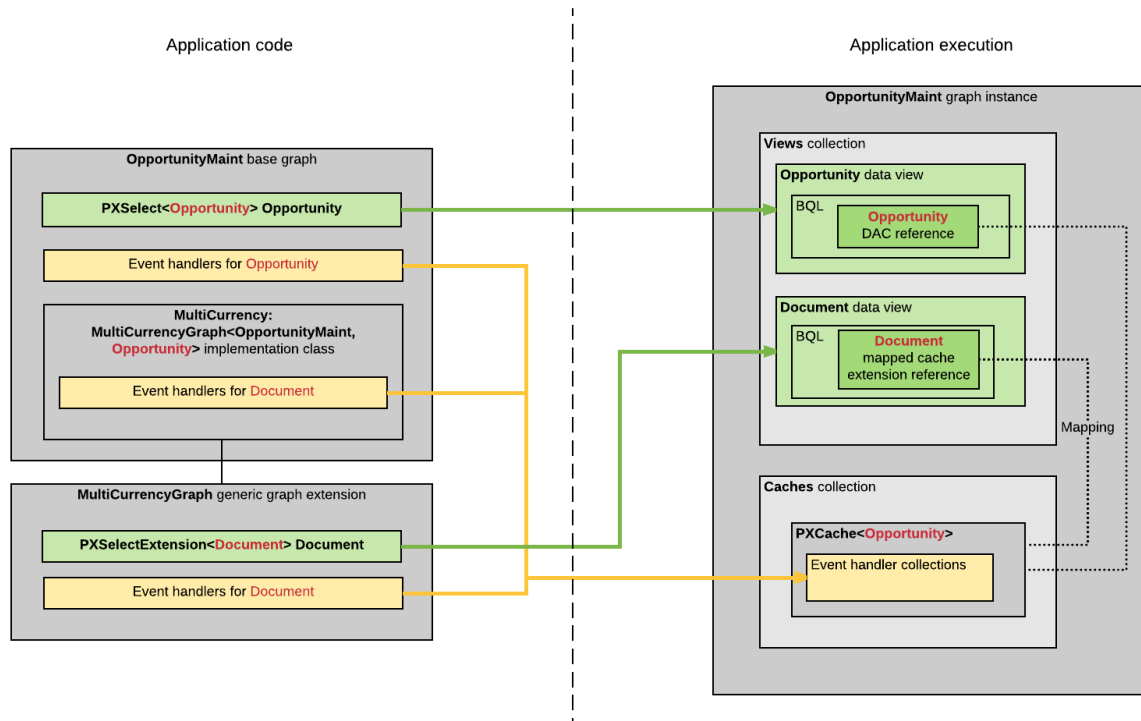 Application code
Application execution
OpportunityMaint base graph
PXSelect<Opportunity> Opportunity
Event handlers for Opportunity
MultiCurrency:
MultiCurrencyGraph<OpportunityMaint,
Opportunity> implementation class
Event handlers for Document
MultiCurrencyGraph generic graph extension
PXSelectExtension<Document> Document
Event handlers for Document
OpportunityMaint graph instance
Views collection
Opportunity data view
BQL
Opportunity
DAC reference
Document data view
BQL
Document
mapped cache
extension reference
Mapping
Caches collection
PXCache<Opportunity>
Event handler collections